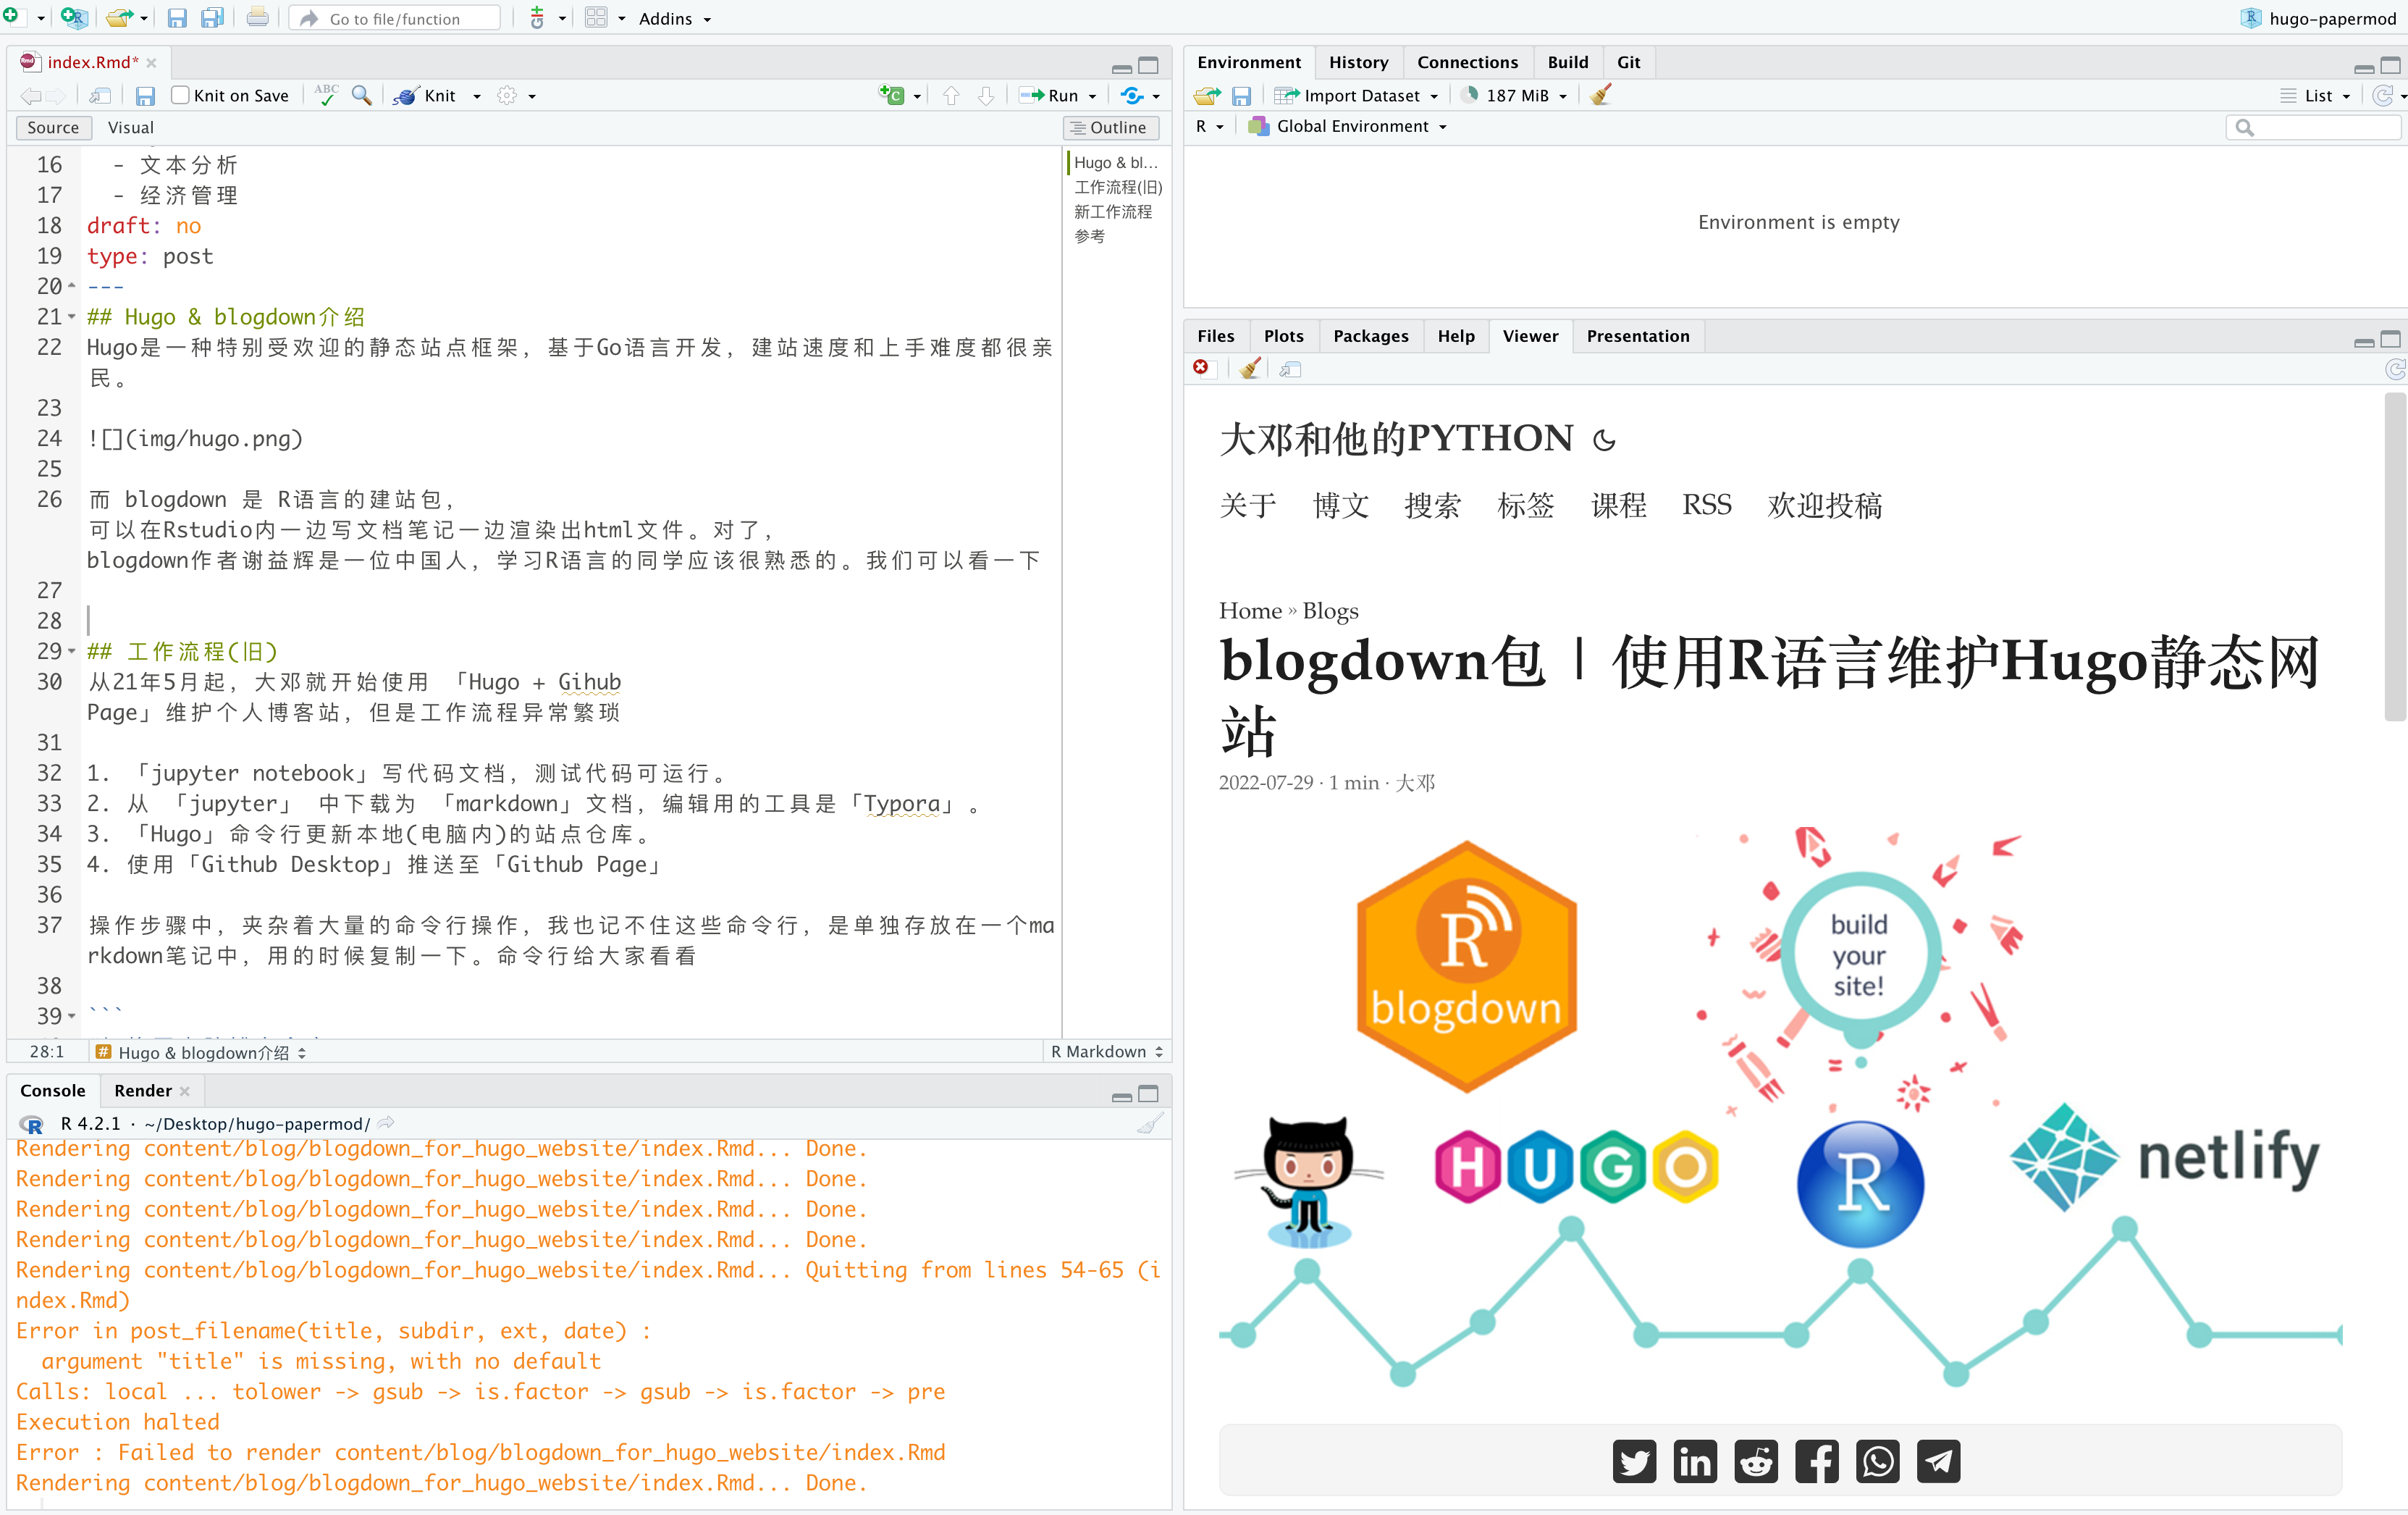 Go to file/function
Addins
hugo-papermod
index.Rmd*
Knit on Save
ABC
Knit
Run
Source
Visual
Outline
16 - 文本分析
17 - 经济管理
18 draft: no
19 type: post
20 ---
21 ## Hugo & blogdown介绍
22 Hugo是一种特别受欢迎的静态站点框架，基于Go语言开发，建站速度和上手难度都很亲
民。
23
24 ![](img/hugo.png)
25
26 而 blogdown 是 R语言的建站包，
可以在Rstudio内一边写文档笔记一边渲染出html文件。对了，
blogdown作者谢益辉是一位中国人，学习R语言的同学应该很熟悉的。我们可以看一下
27
28
29 ## 工作流程(旧)
30 从21年5月起，大邓就开始使用 「Hugo + Gihub
Page」维护个人博客站，但是工作流程异常繁琐
31
32 1. 「jupyter notebook」写代码文档，测试代码可运行。
33 2. 从 「jupyter」 中下载为 「markdown」文档，编辑用的工具是「Typora」。
34 3. 「Hugo」命令行更新本地(电脑内)的站点仓库。
35 4. 使用「Github Desktop」推送至「Github Page」
36
37 操作步骤中，夹杂着大量的命令行操作，我也记不住这些命令行，是单独存放在一个ma
rkdown笔记中，用的时候复制一下。命令行给大家看看
38
39 ```
Hugo & bl...
工作流程(旧)
新工作流程
参考
28:1
# Hugo & blogdown介绍
R Markdown
Console
Render
R 4.2.1 · ~/Desktop/hugo-papermod/
Rendering content/blog/blogdown_for_hugo_website/index.Rmd... Done.
Rendering content/blog/blogdown_for_hugo_website/index.Rmd... Done.
Rendering content/blog/blogdown_for_hugo_website/index.Rmd... Done.
Rendering content/blog/blogdown_for_hugo_website/index.Rmd... Done.
Rendering content/blog/blogdown_for_hugo_website/index.Rmd... Quitting from lines 54-65 (i
ndex.Rmd)
Error in post_filename(title, subdir, ext, date) :
argument "title" is missing, with no default
Calls: local ... tolower -> gsub -> is.factor -> gsub -> is.factor -> pre
Execution halted
Error : Failed to render content/blog/blogdown_for_hugo_website/index.Rmd
Rendering content/blog/blogdown_for_hugo_website/index.Rmd... Done.
Environment
History
Connections
Build
Git
Import Dataset
187 MiB
List
R
Global Environment
Environment is empty
Files
Plots
Packages
Help
Viewer
Presentation
大邓和他的PYTHON
关于 博文 搜索 标签 课程 RSS 欢迎投稿
Home » Blogs
blogdown包 | 使用R语言维护Hugo静态网
站
2022-07-29 · 1 min · 大邓
R
blogdown
build
your
site!
HUGO
R
netlify